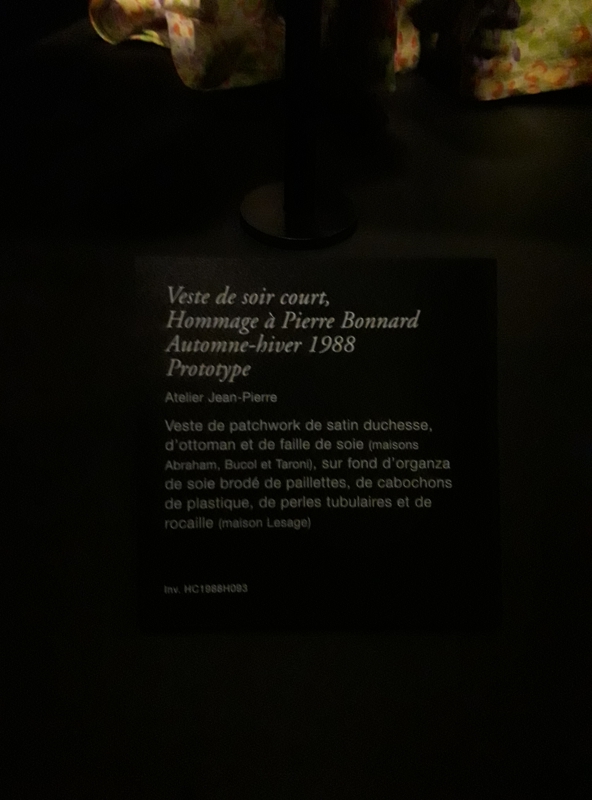 Veste de soir court,
Hommage à Pierre Bonnard
Automne-hiver 1988
Prototype
Atelier Jean-Pierre
Veste de patchwork de satin duchesse,
d'ottoman et de faille de soie (maisons
Abraham, Bucol et Taroni), sur fond d'organza
de soie brodé de paillettes, de cabochons
de plastique, de perles tubulaires et de
rocaille (maison Lesage)
Inv. HC1988H093